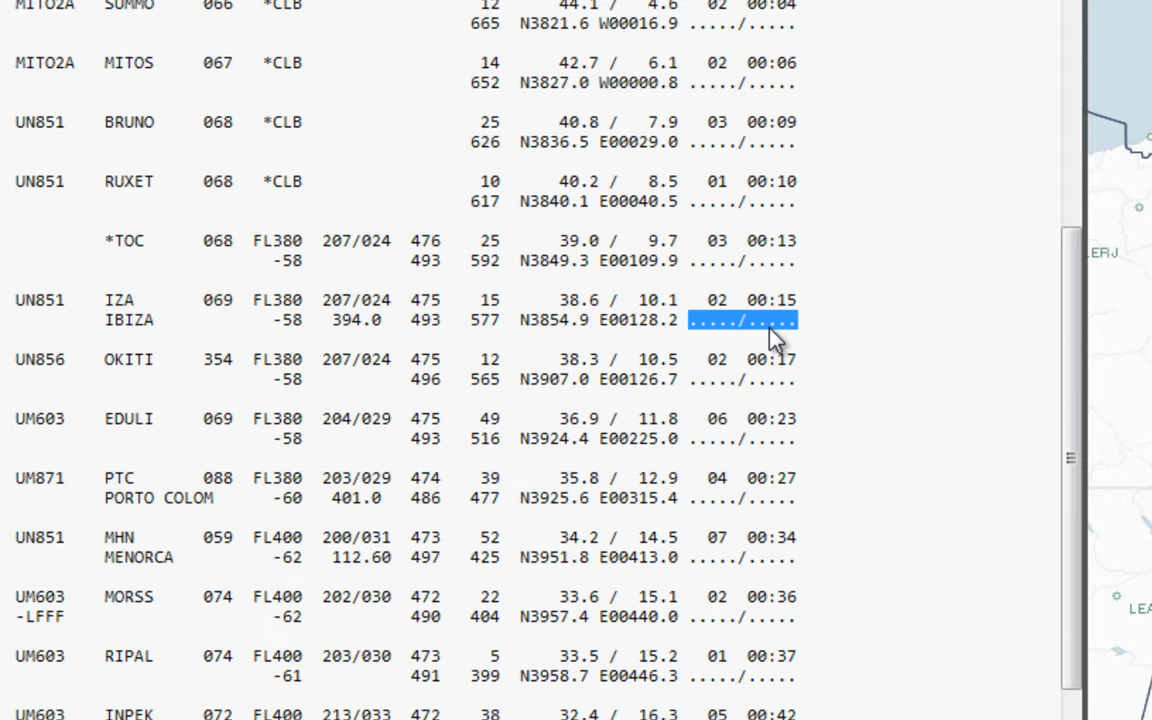 MITO2A SUMMO 066 *CLB 12 44.1 / 4.6 02 00:04
665 N3821.6 W00016.9 ...../.....
MITO2A MITOS 067 *CLB 14 42.7 / 6.1 02 00:06
652 N3827.0 W00000.8 ...../.....
UN851 BRUNO 068 *CLB 25 40.8 / 7.9 03 00:09
626 N3836.5 E00029.0 ...../.....
UN851 RUXET 068 *CLB 10 40.2 / 8.5 01 00:10
617 N3840.1 E00040.5 ...../.....
*TOC 068 FL380 207/024 476 25 39.0 / 9.7 03 00:13
-58 493 592 N3849.3 E00109.9 ...../.....
UN851 IZA 069 FL380 207/024 475 15 38.6 / 10.1 02 00:15
IBIZA -58 394.0 493 577 N3854.9 E00128.2 ...../.....
UN856 OKITI 354 FL380 207/024 475 12 38.3 / 10.5 02 00:17
-58 496 565 N3907.0 E00126.7 ...../.....
UM603 EDULI 069 FL380 204/029 475 49 36.9 / 11.8 06 00:23
-58 493 516 N3924.4 E00225.0 ...../.....
UM871 PTC 088 FL380 203/029 474 39 35.8 / 12.9 04 00:27
PORTO COLOM -60 401.0 486 477 N3925.6 E00315.4 ...../.....
UN851 MHN 059 FL400 200/031 473 52 34.2 / 14.5 07 00:34
MENORCA -62 112.60 497 425 N3951.8 E00413.0 ...../.....
UM603 MORSS 074 FL400 202/030 472 22 33.6 / 15.1 02 00:36
-LFFF -62 490 404 N3957.4 E00440.0 ...../.....
UM603 RIPAL 074 FL400 203/030 473 5 33.5 / 15.2 01 00:37
-61 491 399 N3958.7 E00446.3 ...../.....
UM603 INPEK 072 FL400 213/033 472 38 32.4 / 16.3 05 00:42
ERJ
LEA